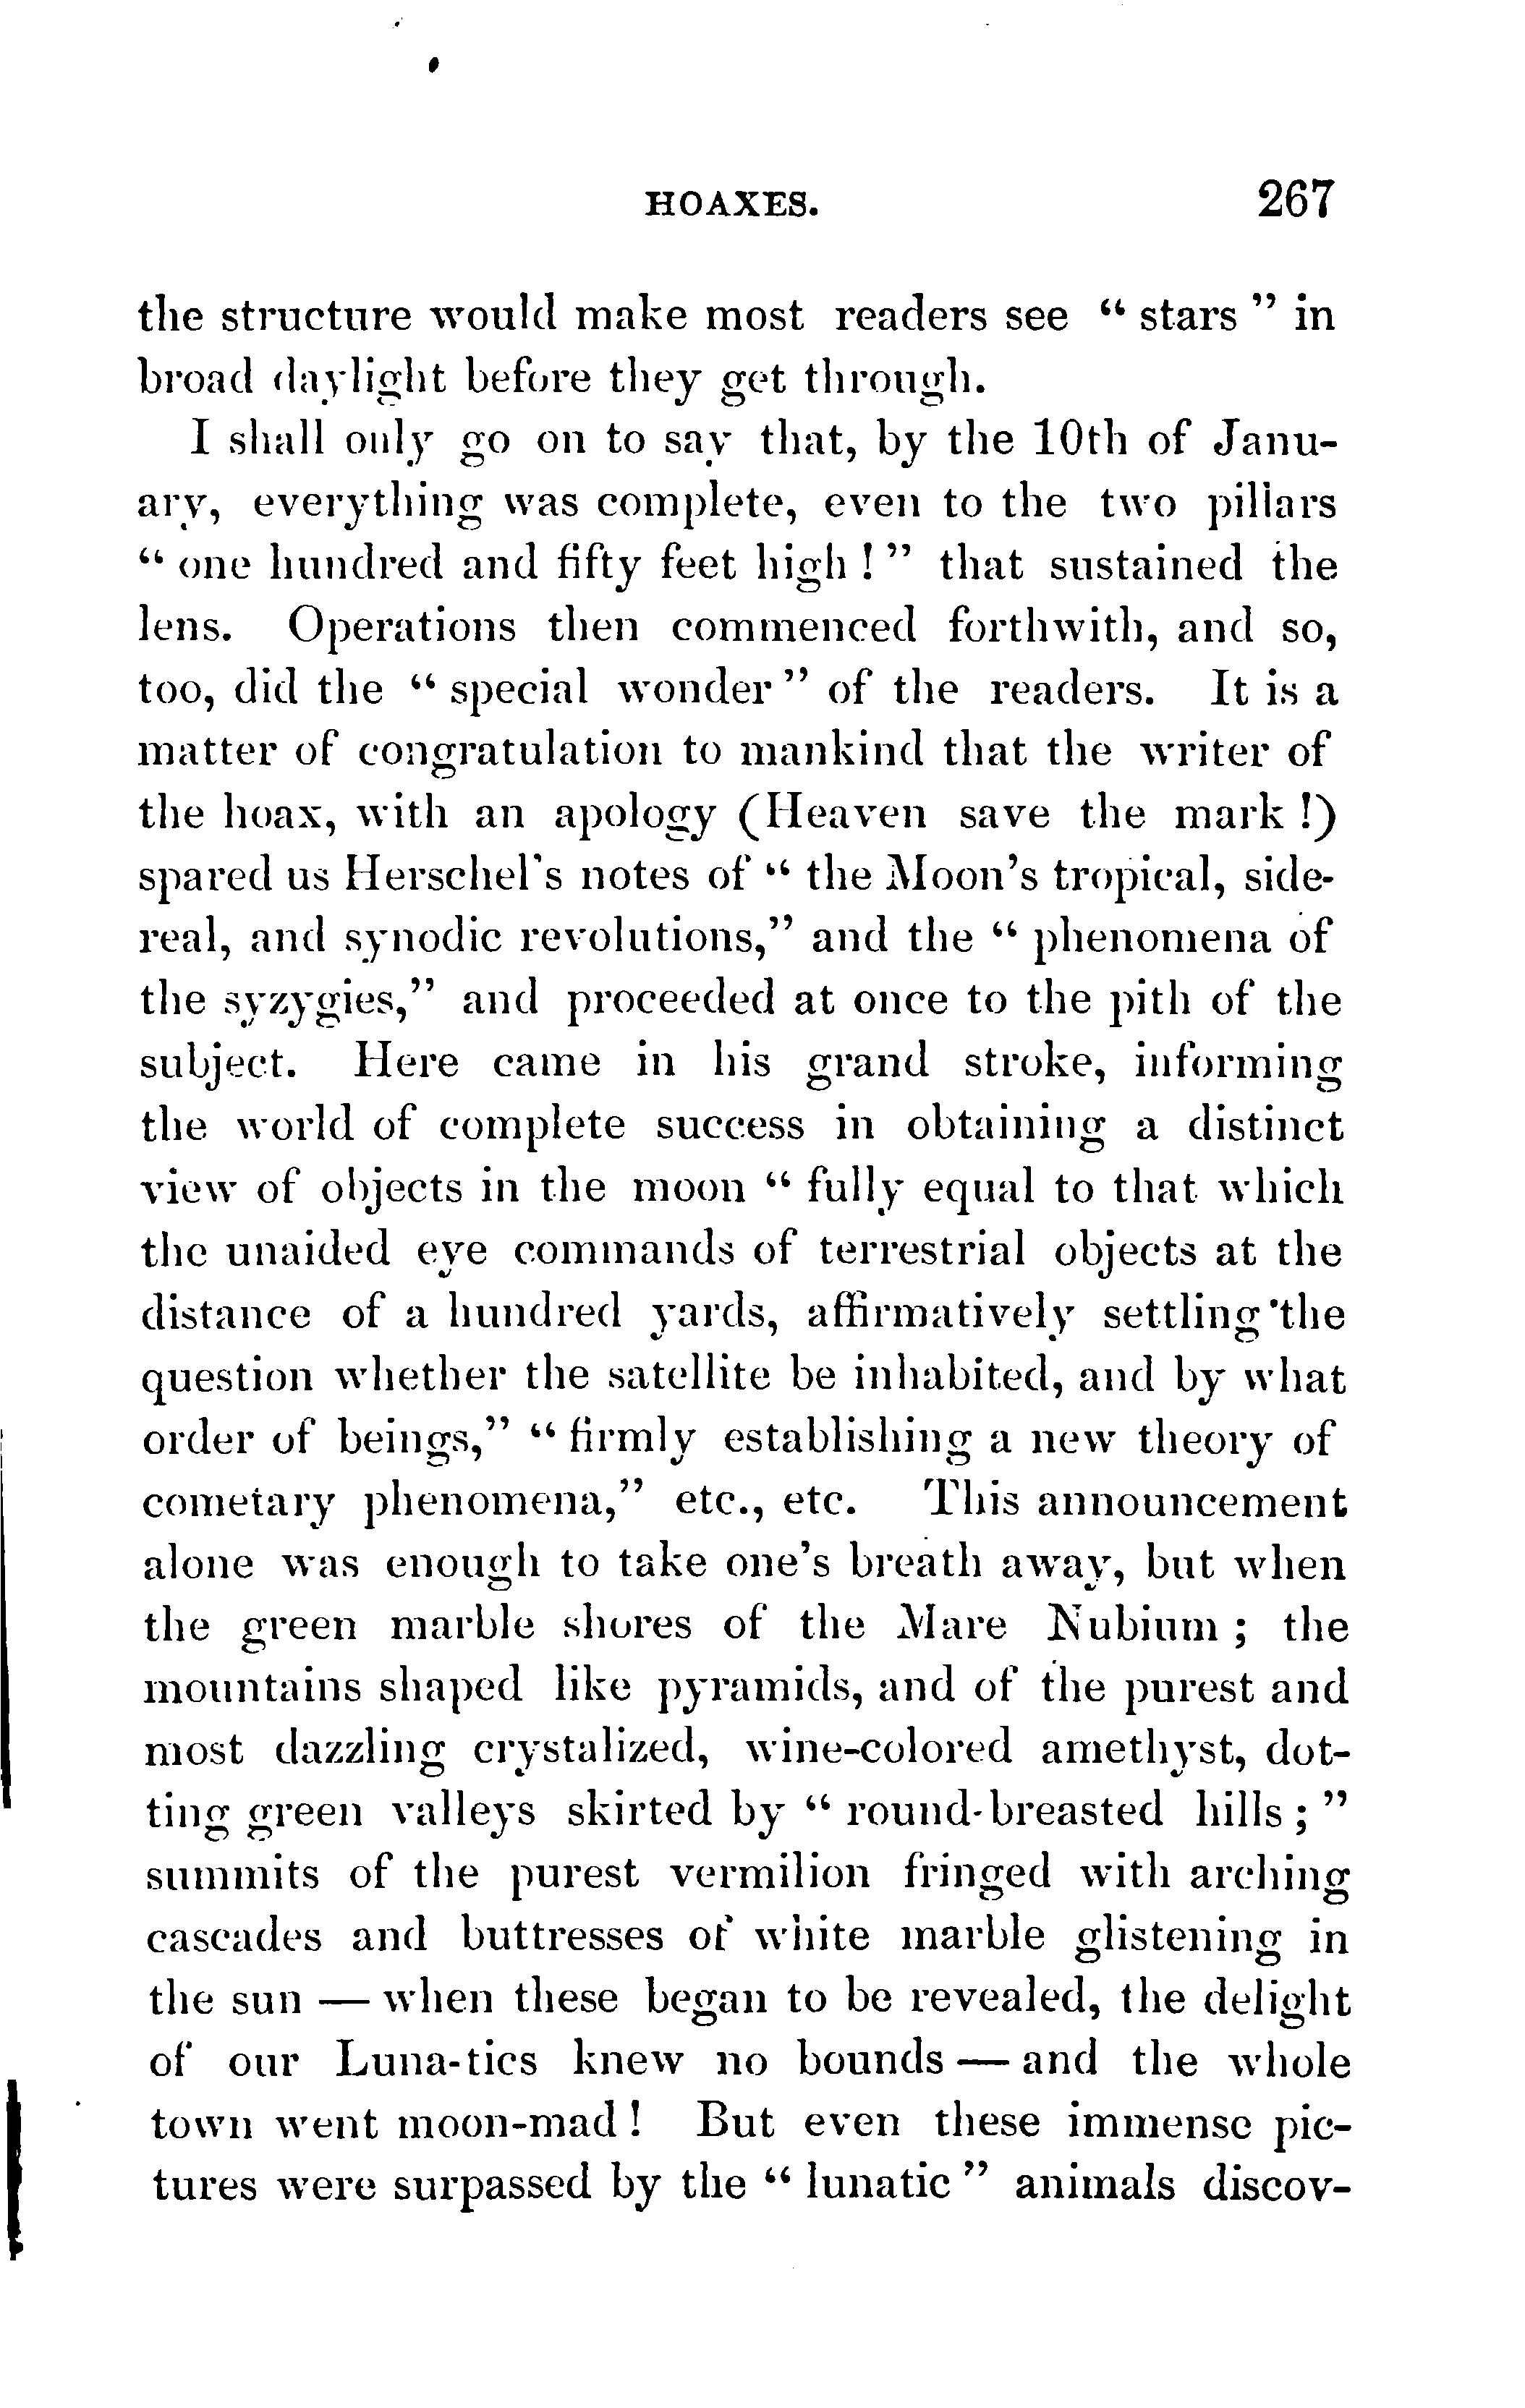 HOAXES. 267
the structure would make most readers see “ stars ” in
broad daylight before they get through.
I shall only go on to say that, by the 10th of Janu-
ary, everything was complete, even to the two pillars
“ one hundred and fifty feet high ! ” that sustained the
lens. Operations then commenced forthwith, and so,
too, did the “ special wonder ” of the readers. It is a
matter of congratulation to mankind that the writer of
the hoax, with an apology (Heaven save the mark !)
spared us Herschel's notes of “ the Moon's tropical, side-
real, and synodic revolutions,” and the “ phenomena of
the syzygies,” and proceeded at once to the pith of the
subject. Here came in his grand stroke, informing
the world of complete success in obtaining a distinct
view of objects in the moon “ fully equal to that which
the unaided eye commands of terrestrial objects at the
distance of a hundred yards, affirmatively settling the
question whether the satellite be inhabited, and by what
order of beings,” “ firmly establishing a new theory of
cometary phenomena,” etc., etc. This announcement
alone was enough to take one's breath away, but when
the green marble shores of the Mare Nubium ; the
mountains shaped like pyramids, and of the purest and
most dazzling crystalized, wine-colored amethyst, dot-
ting green valleys skirted by “ round-breasted hills ; ”
summits of the purest vermilion fringed with arching
cascades and buttresses of white marble glistening in
the sun — when these began to be revealed, the delight
of our Luna-tics knew no bounds — and the whole
town went moon-mad ! But even these immense pic-
tures were surpassed by the “ lunatic ” animals discov-